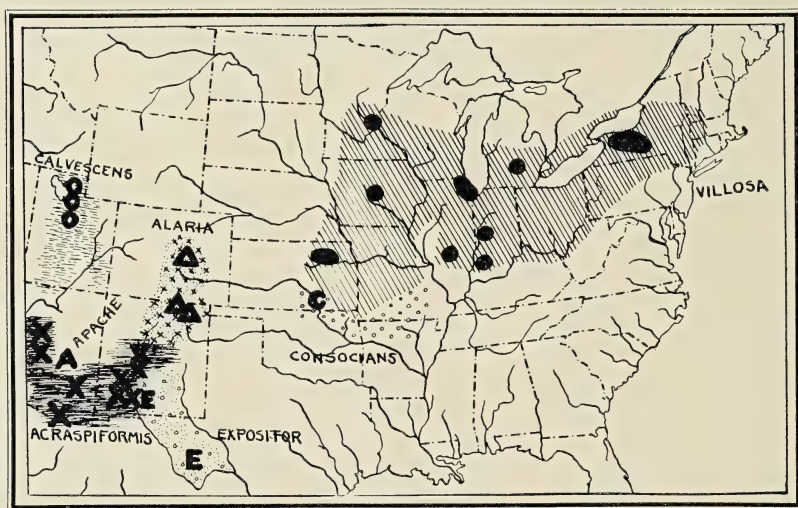 CALVESCENS
VILLOSA
ALARIA
APACHE
C
CONSOCIANS
A
X
X
X
X
X
X
X
X
X
E
ACRASPIFORMIS
EXPOSITOR
E